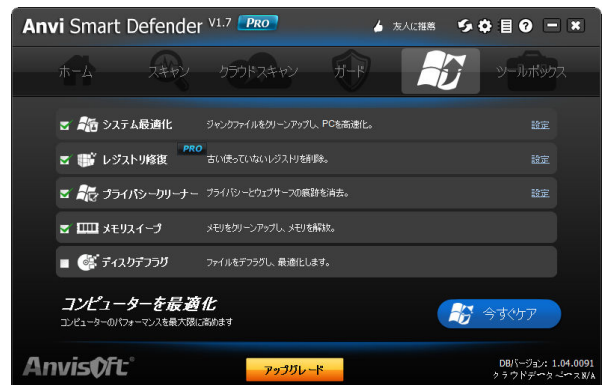 Anvi Smart Defender V1.7 PRO
友人に推薦
ホーム スキャン クラウドスキャン ガード ツールボックス
システム最適化 ジャンクファイルをクリーンアップし、PCを高速化。 設定
レジストリ修復 PRO 古い使っていないレジストリを削除。 設定
プライバシークリーナー プライバシーとウェブサーフの痕跡を消去。 設定
メモリスイープ メモリをクリーンアップし、メモリを解放。
ディスクデフラグ ファイルをデフラグし、最適化します。
コンピューターを最適化
コンピューターのパフォーマンスを最大限に高めます
今すぐケア
Anvisoft
アップグレード
DBバージョン: 1.04.0091
クラウドデータベースN/A